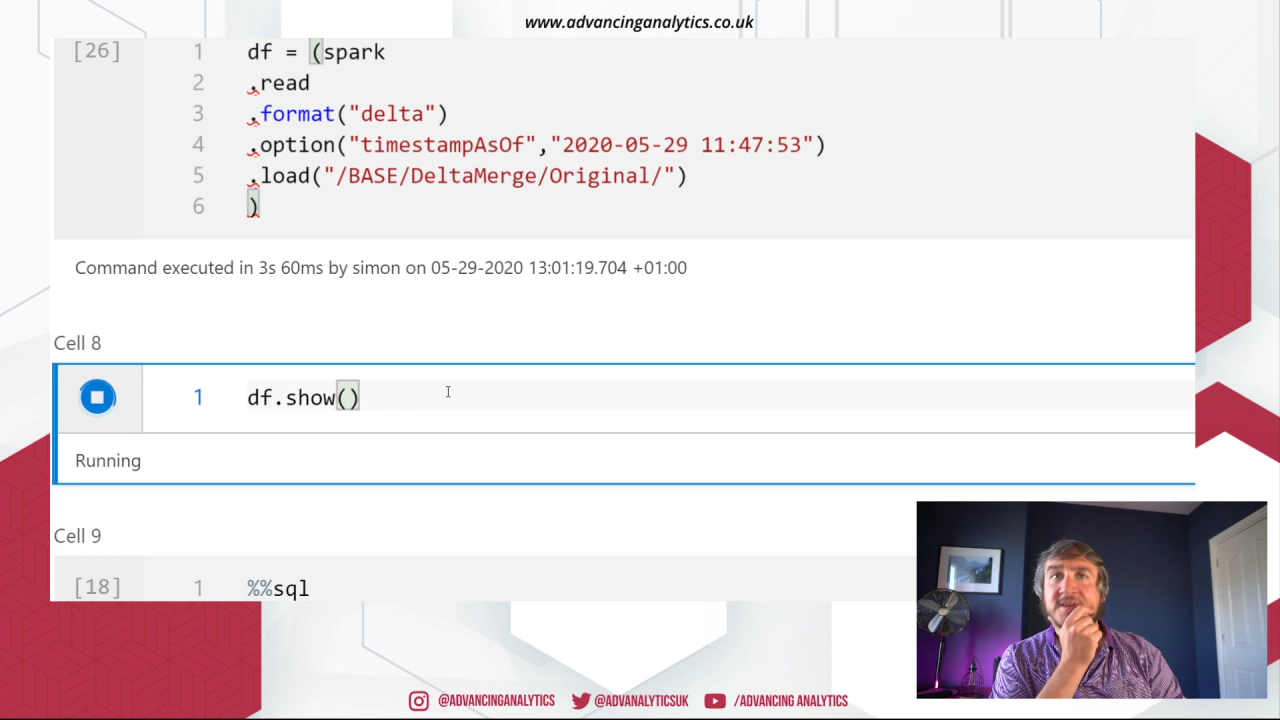 www.advancinganalytics.co.uk
[26] 1 df = (spark
2 .read
3 .format("delta")
4 .option("timestampAsOf","2020-05-29 11:47:53")
5 .load("/BASE/DeltaMerge/Original/")
6 )
Command executed in 3s 60ms by simon on 05-29-2020 13:01:19.704 +01:00
Cell 8
1 df.show()
Running
Cell 9
[18] 1 %%sql
@ADVANCINGANALYTICS @ADVANALYTICSUK /ADVANCING ANALYTICS